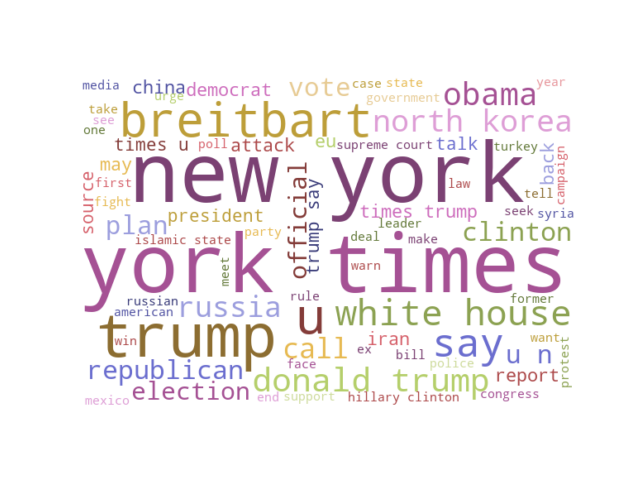 media
china
democrat
urge
vote
case
state
government
obama
year
take
see
one
breitbart
north korea
times u
poll
attack
eu
supreme court
talk
turkey
source
may
first
fight
new york
law
back
campaign
tell
plan
president
islamic state
party
official
trump say
times trump
leader
deal
make
seek
syria
clinton
york times
meet
warn
russian
american
russia
rule
u
white house
former
trump
win
call
face
iran
ex
bill
say
u n
want
protest
republican
election
donald trump
police
report
mexico
end
support
hillary clinton
congress